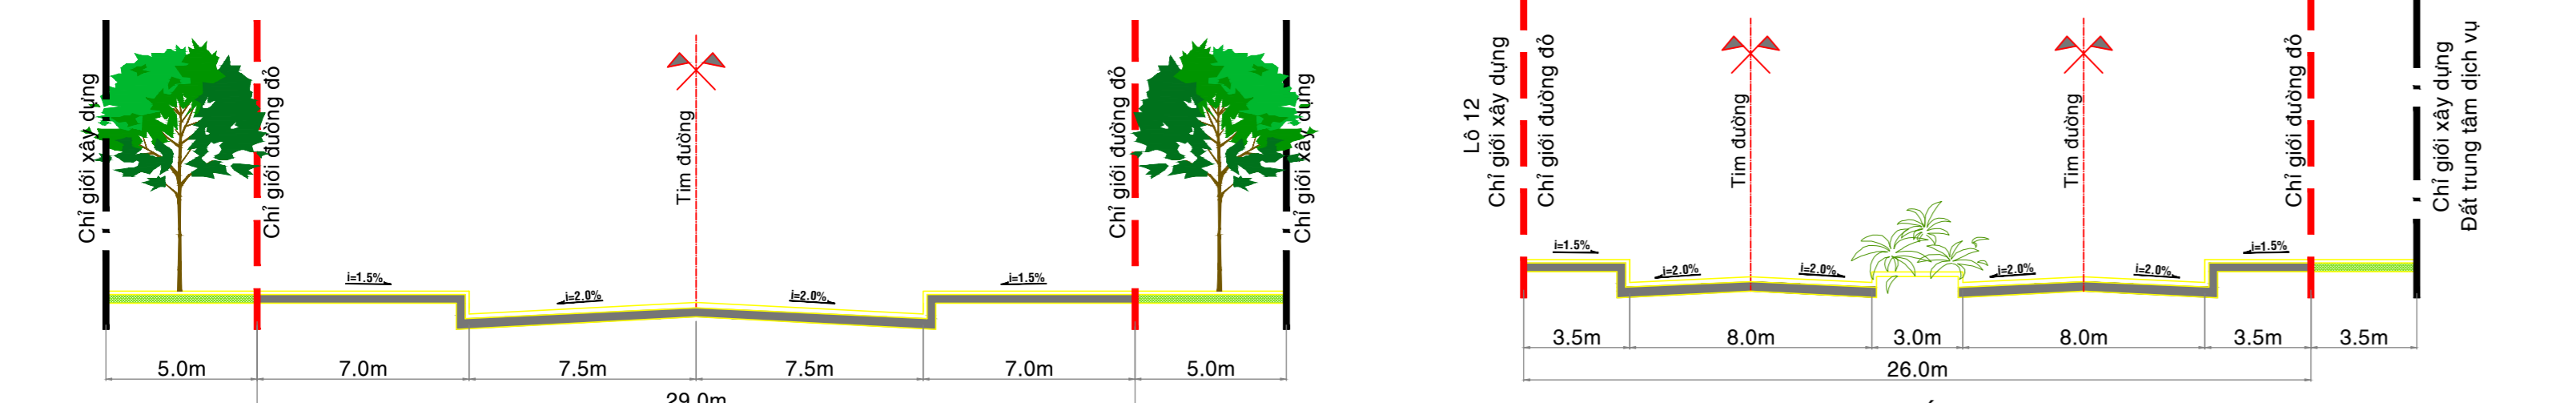 Chỉ giới xây dựng
Chỉ giới đường đỏ
Tim đường
Chỉ giới đường đỏ
Chỉ giới xây dựng
i=1.5%
i=2.0%
i=2.0%
i=1.5%
5.0m
7.0m
7.5m
7.5m
7.0m
5.0m
29.0m
Lô 12
Chỉ giới xây dựng
Chỉ giới đường đỏ
Tim đường
Tim đường
Chỉ giới đường đỏ
Chỉ giới xây dựng
Đất trung tâm dịch vụ
i=1.5%
i=2.0%
i=2.0%
i=2.0%
i=2.0%
i=1.5%
3.5m
8.0m
3.0m
8.0m
3.5m
3.5m
26.0m